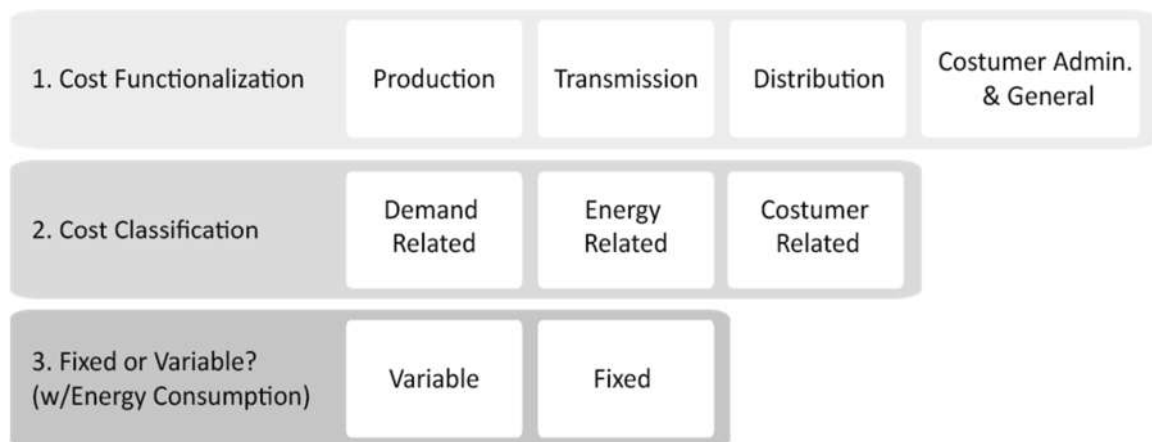 1. Cost Functionalization
Production
Transmission
Distribution
Costumer Admin.
& General
2. Cost Classification
Demand
Related
Energy
Related
Costumer
Related
3. Fixed or Variable?
(w/Energy Consumption)
Variable
Fixed